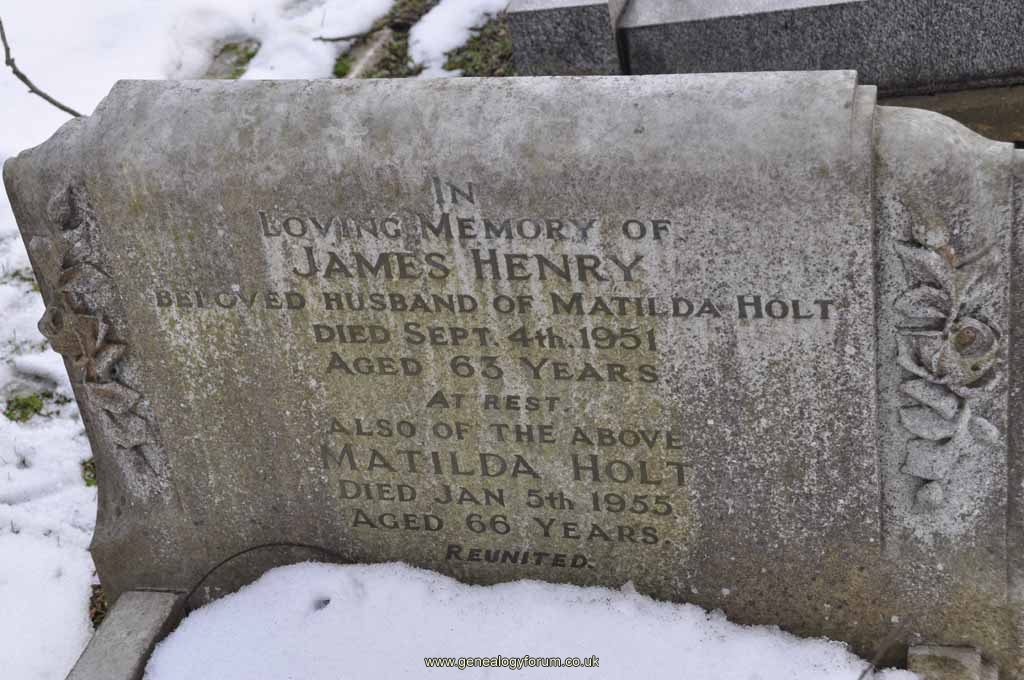 IN
LOVING MEMORY OF
JAMES HENRY
BELOVED HUSBAND OF MATILDA HOLT
DIED SEPT. 4th. 1951
AGED 63 YEARS
AT REST.
ALSO OF THE ABOVE
MATILDA HOLT
DIED JAN 5th 1955
AGED 66 YEARS.
REUNITED.
www.genealogyforum.co.uk